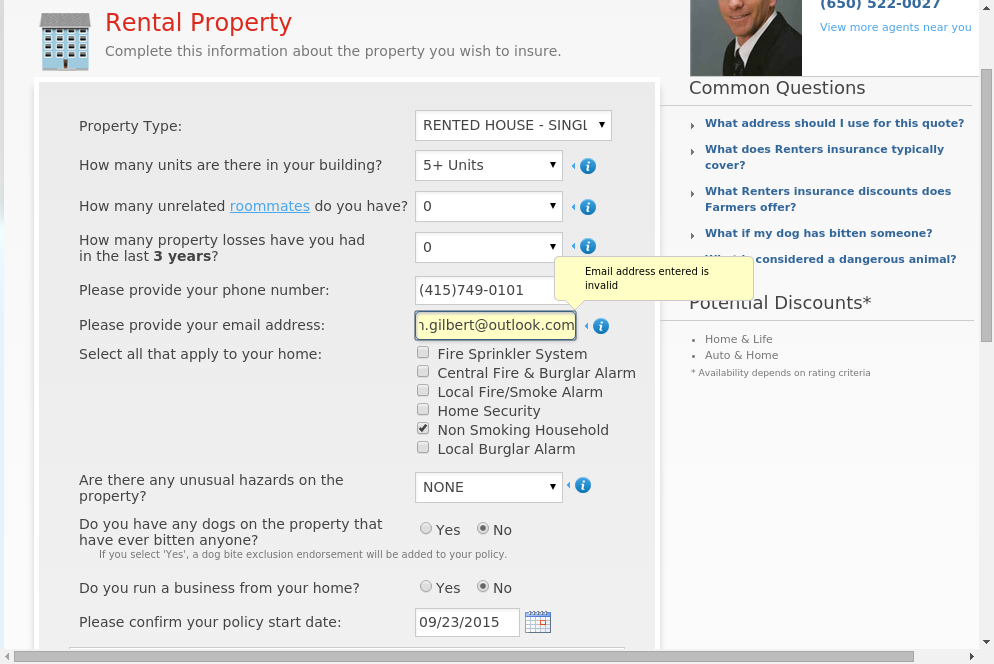 Rental Property
Complete this information about the property you wish to insure.
(650) 522-0027
View more agents near you
Property Type:
RENTED HOUSE - SINGL
How many units are there in your building?
5+ Units
How many unrelated roommates do you have?
0
How many property losses have you had
in the last 3 years?
0
Please provide your phone number:
(415)749-0101
Email address entered is
invalid
Please provide your email address:
.gilbert@outlook.com
Select all that apply to your home:
Fire Sprinkler System
Central Fire & Burglar Alarm
Local Fire/Smoke Alarm
Home Security
Non Smoking Household
Local Burglar Alarm
Are there any unusual hazards on the
property?
NONE
Do you have any dogs on the property that
have ever bitten anyone?
Yes No
If you select 'Yes', a dog bite exclusion endorsement will be added to your policy.
Do you run a business from your home?
Yes No
Please confirm your policy start date:
09/23/2015
Common Questions
What address should I use for this quote?
What does Renters insurance typically
cover?
What Renters insurance discounts does
Farmers offer?
What if my dog has bitten someone?
considered a dangerous animal?
Potential Discounts*
Home & Life
Auto & Home
* Availability depends on rating criteria